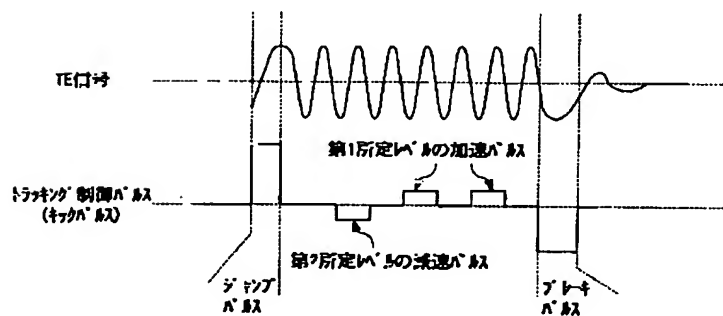 TE信号
第1所定レベルの加速パルス
トラッキング制御パルス
(キックパルス)
第2所定レベルの減速パルス
ジャンプ
パルス
ブレーキ
パルス